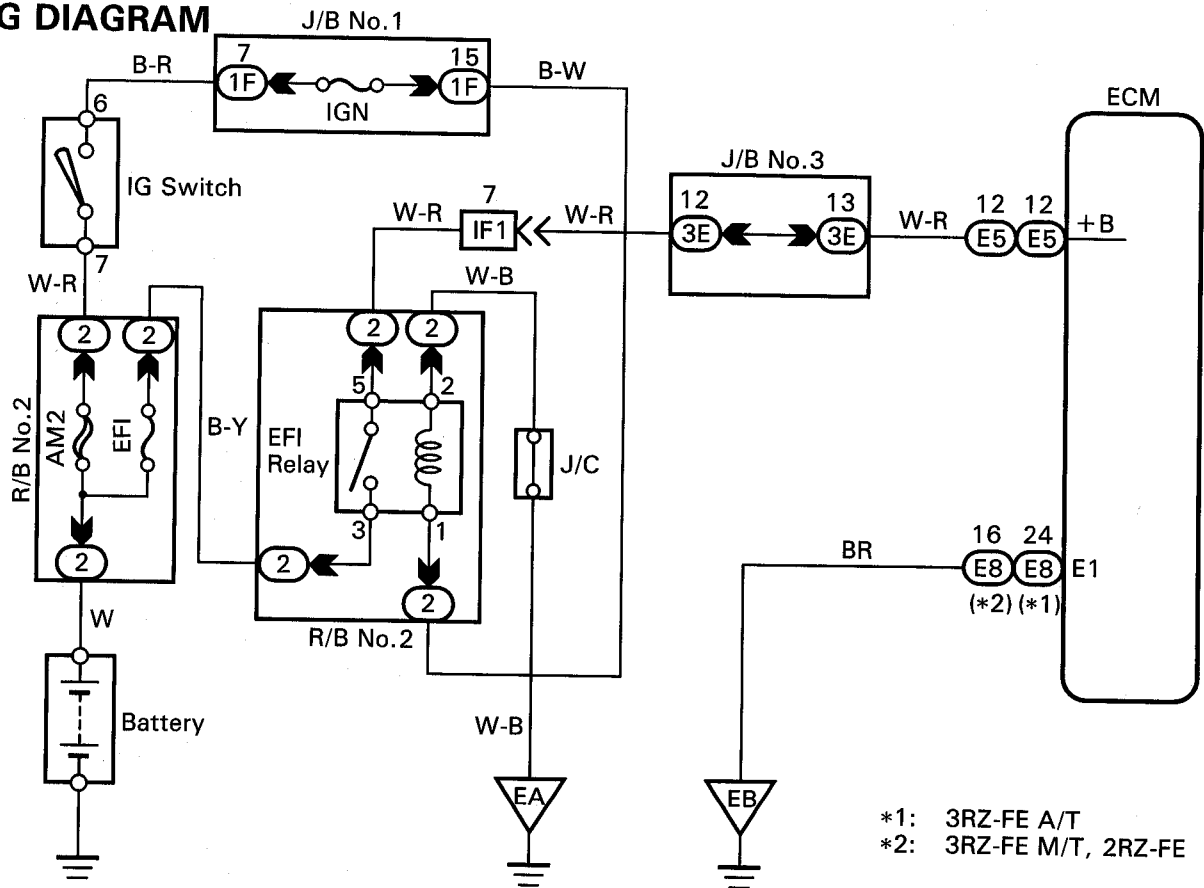 G DIAGRAM
J/B No.1
7
15
B-R
1F
1F
B-W
IGN
6
ECM
IG Switch
J/B No.3
7
12
13
12
12
W-R
IF1
W-R
3E
3E
W-R
E5
E5
+B
7
W-R
W-B
2
2
2
2
5
2
R/B No.2
AM2
EFI
B-Y
EFI
Relay
J/C
3
1
16
24
2
2
BR
E8
E8
E1
2
(*2)
(*1)
W
R/B No.2
Battery
W-B
EA
EB
*1: 3RZ-FE A/T
*2: 3RZ-FE M/T, 2RZ-FE